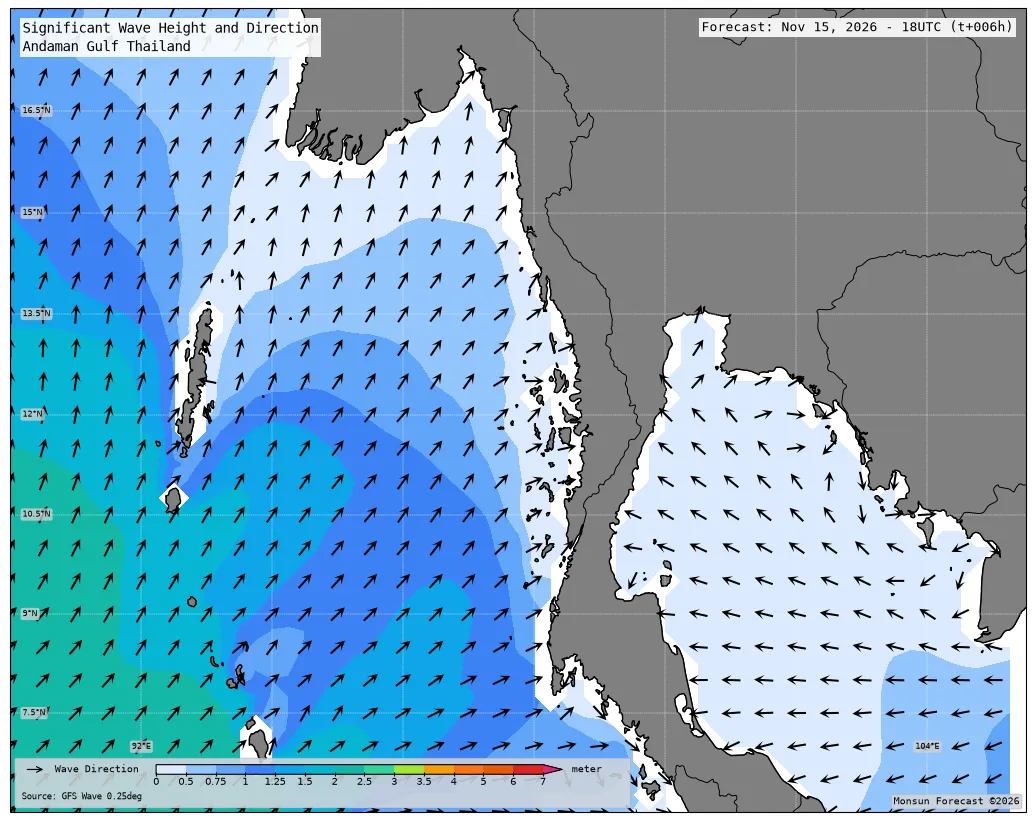 Significant Wave Height and Direction
Andaman Gulf Thailand
Forecast: Nov 15, 2026 - 18UTC (t+006h)
16.5°N
15°N
13.5°N
12°N
10.5°N
9°N
7.5°N
92°E
104°E
Wave Direction
0 0.5 0.75 1 1.25 1.5 2 2.5 3 3.5 4 5 6 7
meter
Source: GFS Wave 0.25deg
Monsun Forecast ©2026